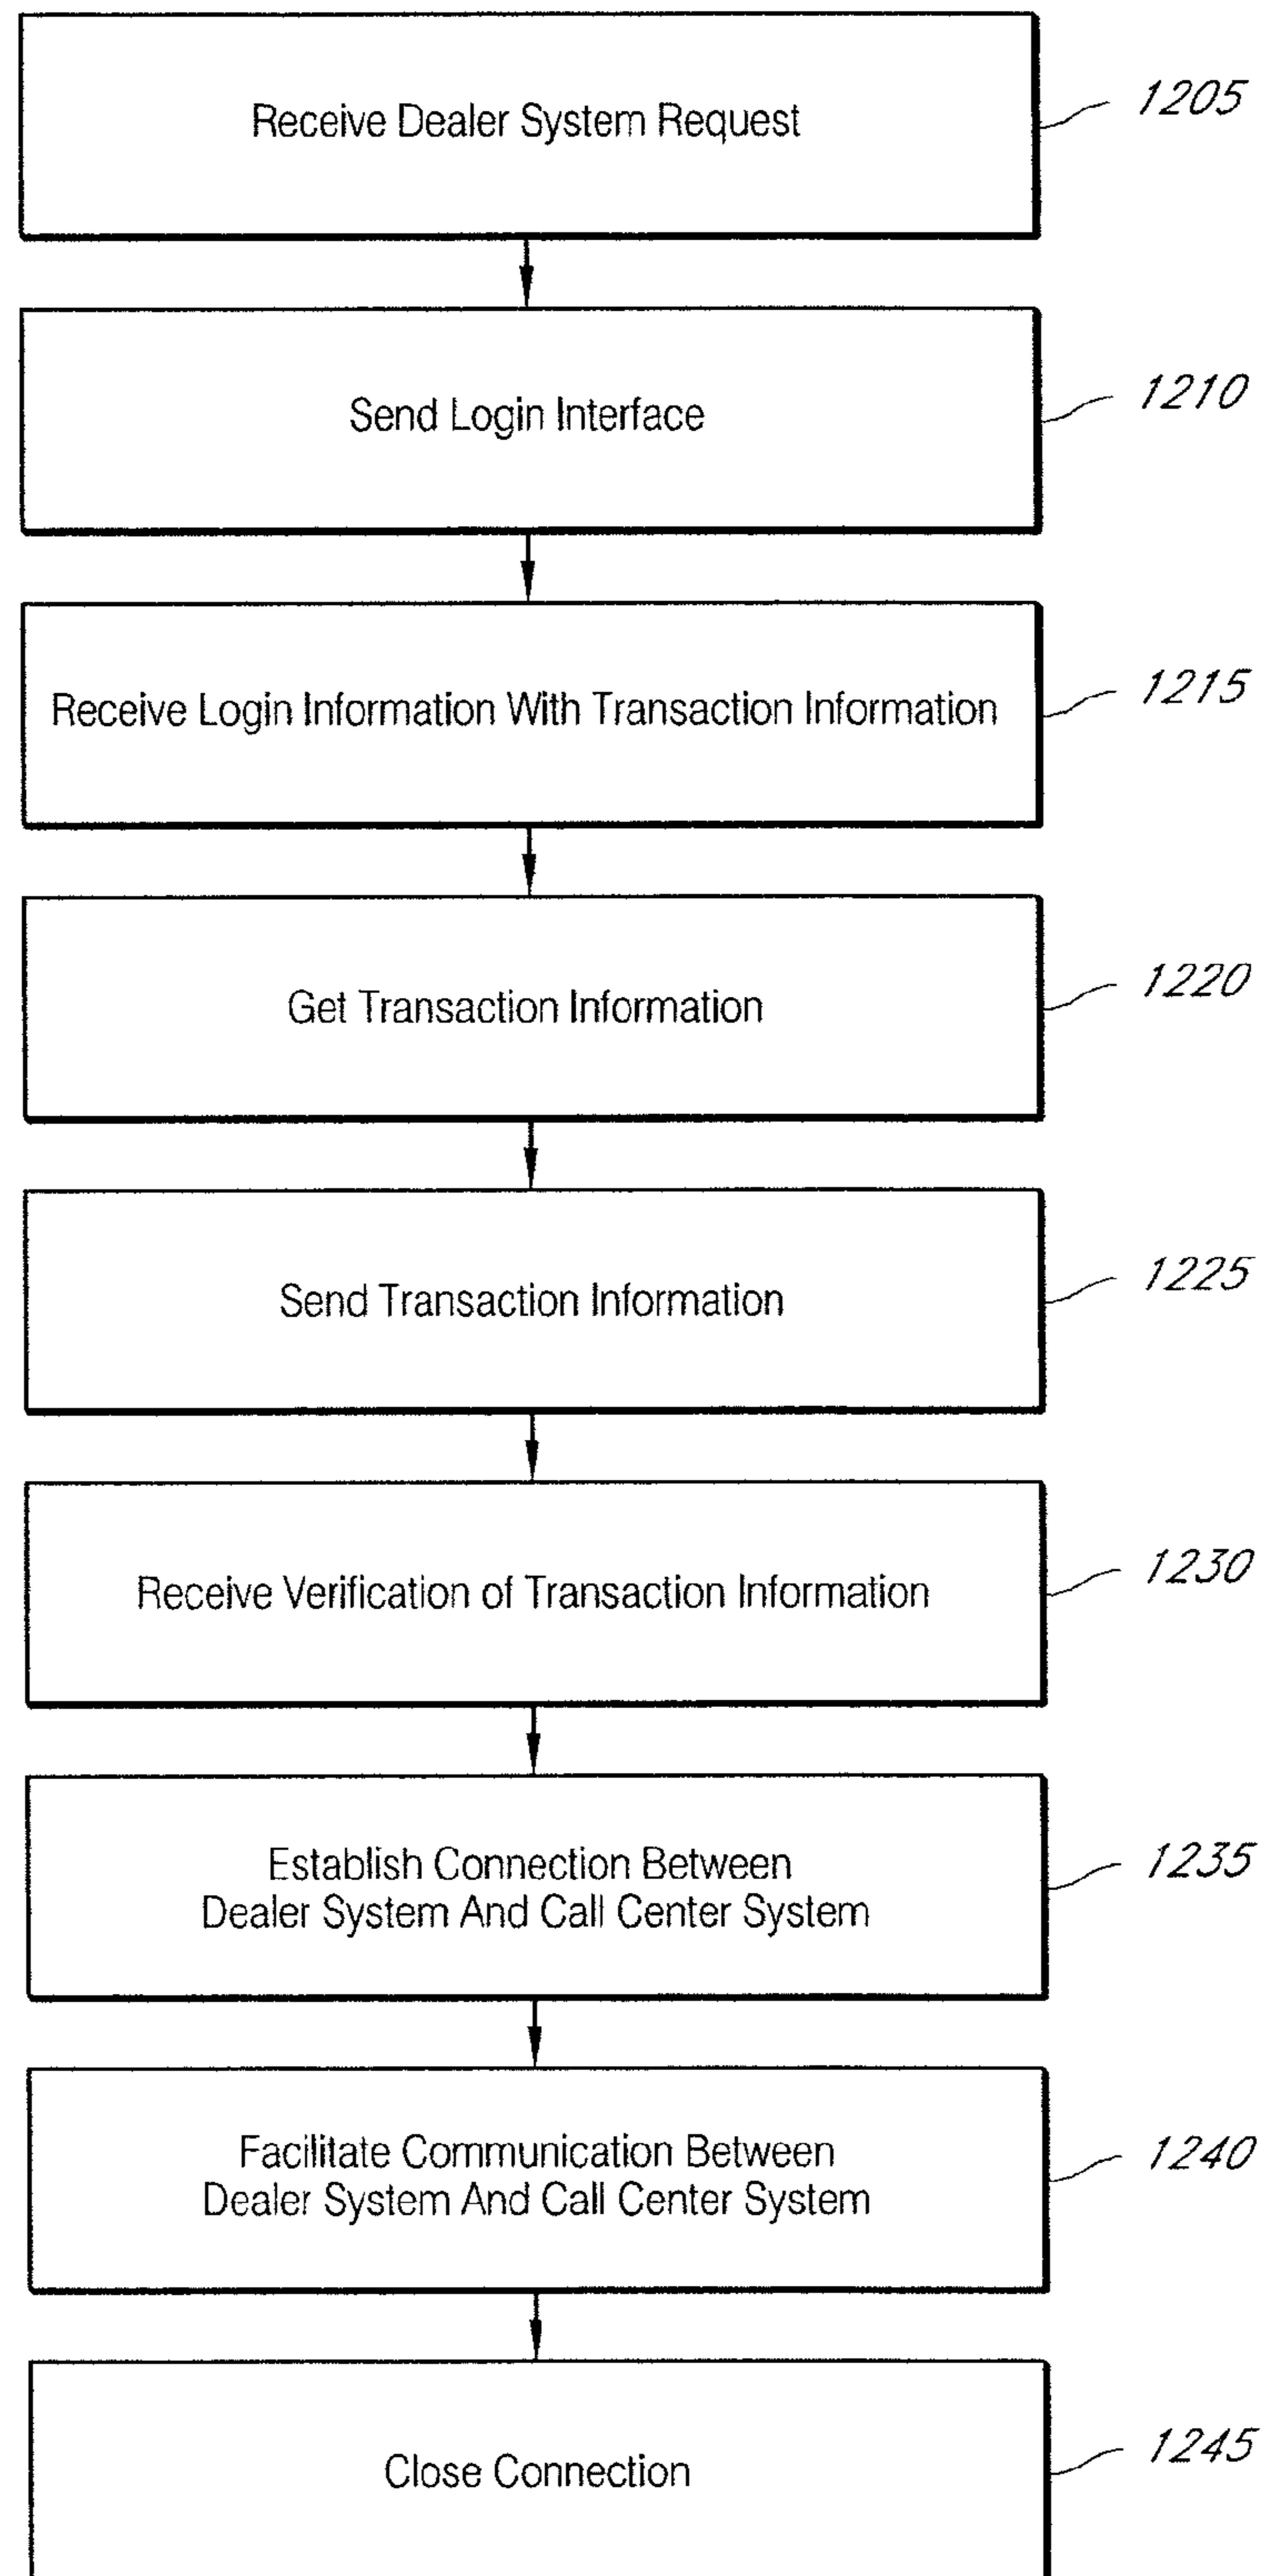 Receive Dealer System Request
1205
Send Login Interface
1210
Receive Login Information With Transaction Information
1215
Get Transaction Information
1220
Send Transaction Information
1225
Receive Verification of Transaction Information
1230
Establish Connection Between
Dealer System And Call Center System
1235
Facilitate Communication Between
Dealer System And Call Center System
1240
Close Connection
1245